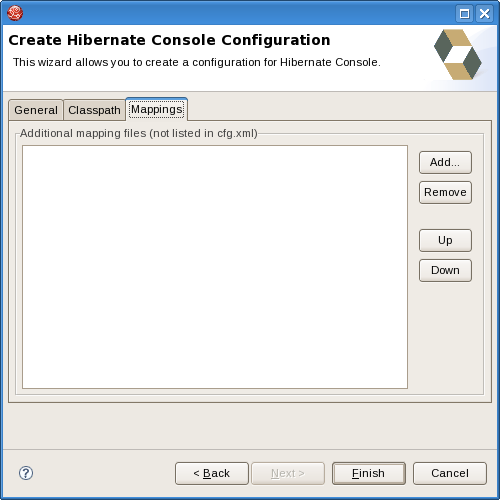 Create Hibernate Console Configuration
This wizard allows you to create a configuration for Hibernate Console.
General Classpath Mappings
Additional mapping files (not listed in cfg.xml)
Add...
Remove
Up
Down
? < Back Next > Finish Cancel